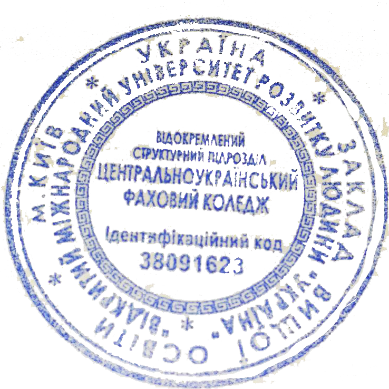 * УКРАЇНА * ЗАКЛАД ВИЩОЇ ОСВІТИ * М.КИЇВ
"ВІДКРИТИЙ МІЖНАРОДНИЙ УНІВЕРСИТЕТ РОЗВИТКУ ЛЮДИНИ "УКРАЇНА" *
ВІДОКРЕМЛЕНИЙ
СТРУКТУРНИЙ ПІДРОЗДІЛ
ЦЕНТРАЛЬНОУКРАЇНСЬКИЙ
ФАХОВИЙ КОЛЕДЖ
Ідентифікаційний код
38091623